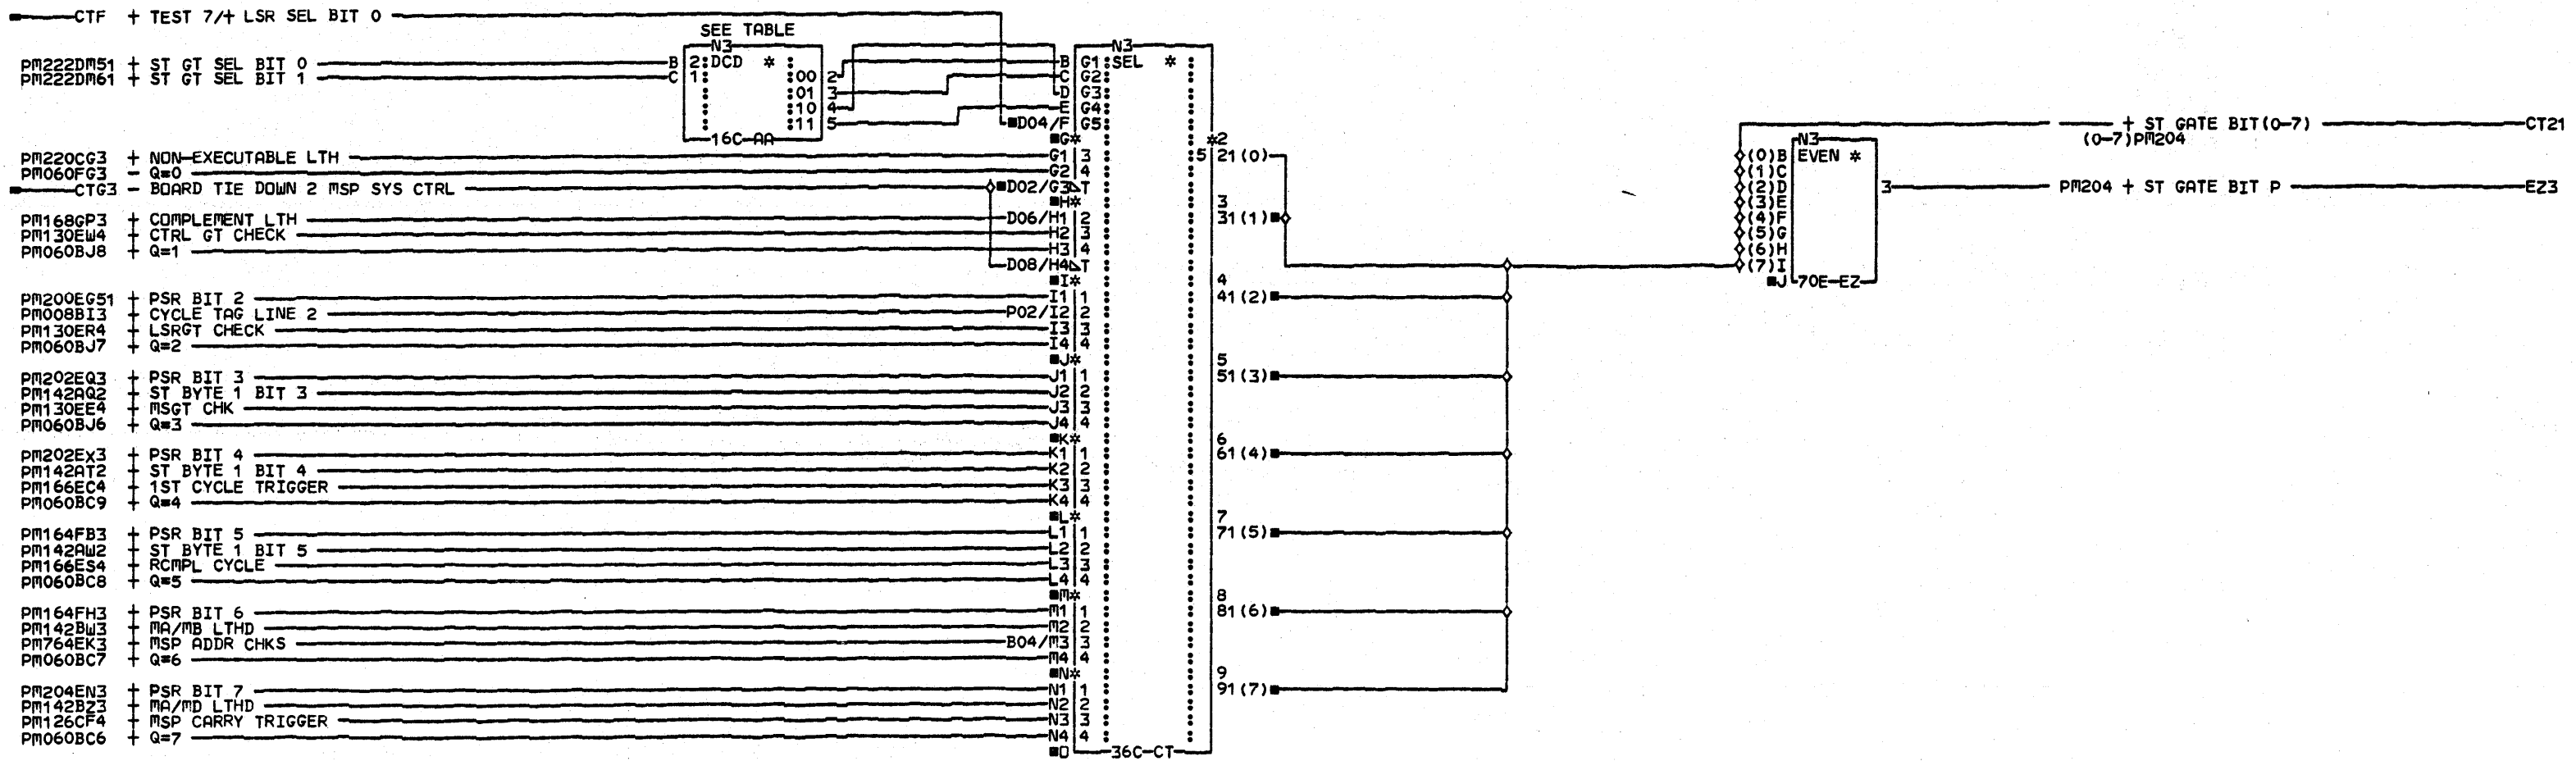 CTF + TEST 7/+ LSR SEL BIT 0
SEE TABLE
N3
N3
PM222DM51 + ST GT SEL BIT 0
B 2 DCD *
B G1 SEL *
PM222DM61 + ST GT SEL BIT 1
C 1
00 2
C G2
01 3
D G3
10 4
E G4
11 5
D04/F G5
+ ST GATE BIT(0-7)
CT21
16C-AA
G*
*2
(0-7)PM204
N3
PM220CG3 + NON-EXECUTABLE LTH
G1 3
5 21(0)
(0)B EVEN *
PM060FG3 - Q=0
G2 4
(1)C
CTG3 - BOARD TIE DOWN 2 MSP SYS CTRL
D02/G3 T
(2)D
3
PM204 + ST GATE BIT P
EZ3
H*
3
(3)E
PM168GP3 + COMPLEMENT LTH
D06/H1 2
31(1)
(4)F
PM130EW4 + CTRL GT CHECK
H2 3
(5)G
PM060BJ8 + Q=1
H3 4
(6)H
D08/H4 T
(7)I
I*
4
J 70E-EZ
PM200EG51 + PSR BIT 2
I1 1
41(2)
PM008BI3 + CYCLE TAG LINE 2
P02/I2 2
PM130ER4 + LSRGT CHECK
I3 3
PM060BJ7 + Q=2
I4 4
J*
5
PM202EQ3 + PSR BIT 3
J1 1
51(3)
PM142AQ2 + ST BYTE 1 BIT 3
J2 2
PM130EE4 + MSGT CHK
J3 3
PM060BJ6 + Q=3
J4 4
K*
6
PM202EX3 + PSR BIT 4
K1 1
61(4)
PM142AT2 + ST BYTE 1 BIT 4
K2 2
PM166EC4 + 1ST CYCLE TRIGGER
K3 3
PM060BC9 + Q=4
K4 4
L*
7
PM164FB3 + PSR BIT 5
L1 1
71(5)
PM142AW2 + ST BYTE 1 BIT 5
L2 2
PM166ES4 + RCMPL CYCLE
L3 3
PM060BC8 + Q=5
L4 4
M*
8
PM164FH3 + PSR BIT 6
M1 1
81(6)
PM142BW3 + MA/MB LTHD
M2 2
PM764EK3 + MSP ADDR CHKS
B04/M3 3
PM060BC7 + Q=6
M4 4
N*
9
PM204EN3 + PSR BIT 7
N1 1
91(7)
PM142BZ3 + MA/MD LTHD
N2 2
PM126CF4 + MSP CARRY TRIGGER
N3 3
PM060BC6 + Q=7
N4 4
O
36C-CT